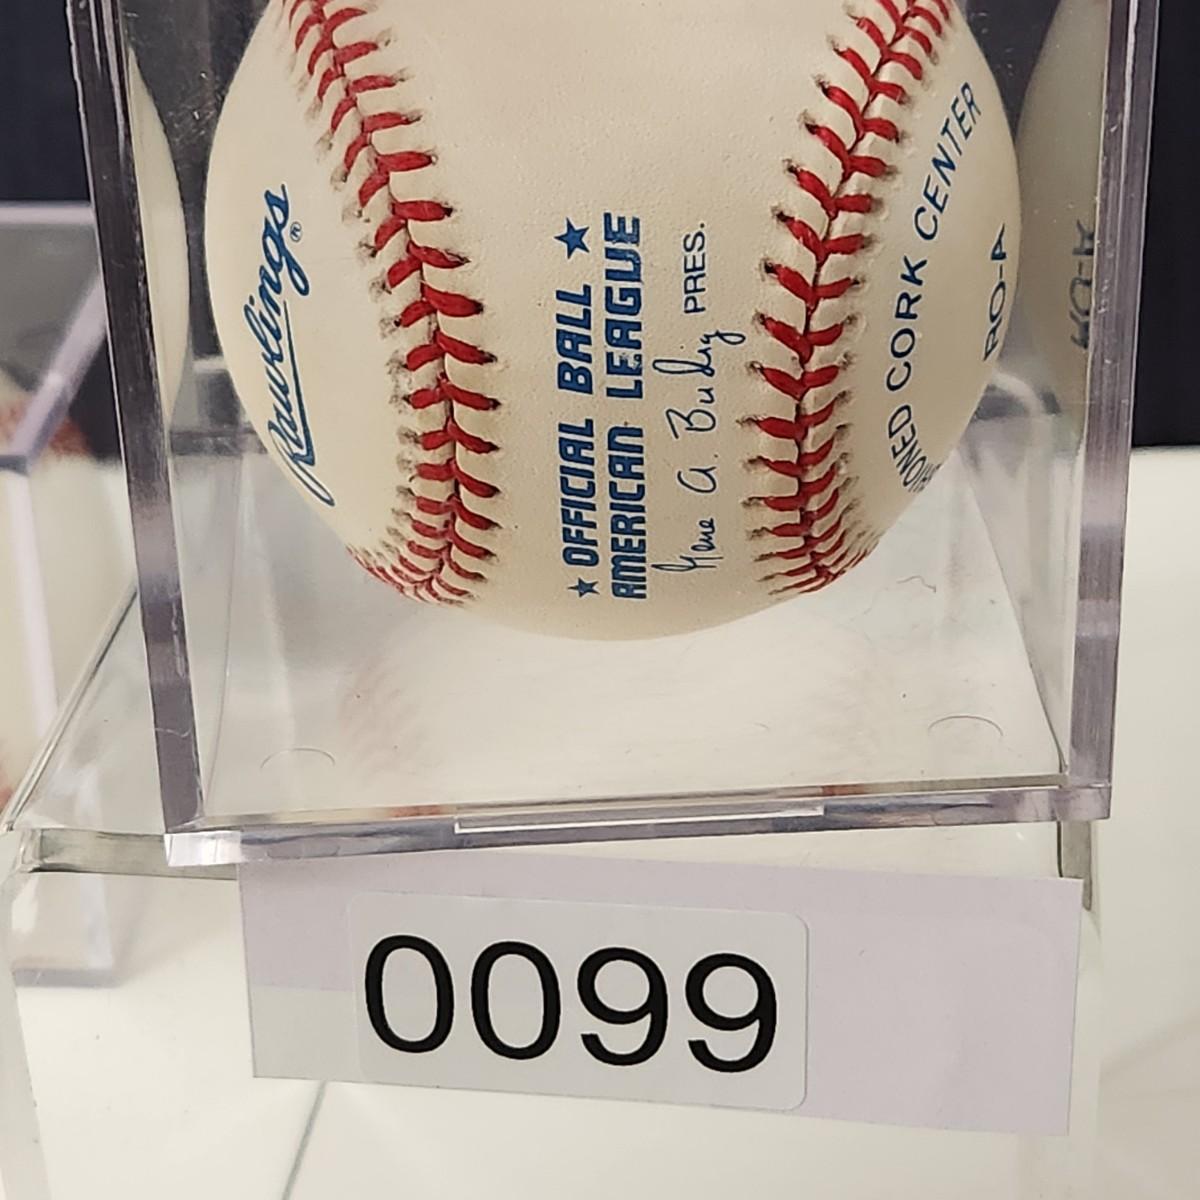 Rawlings®
★ OFFICIAL BALL ★
AMERICAN LEAGUE
Gene A. Budig PRES.
CORK CENTER
RO-A
0099